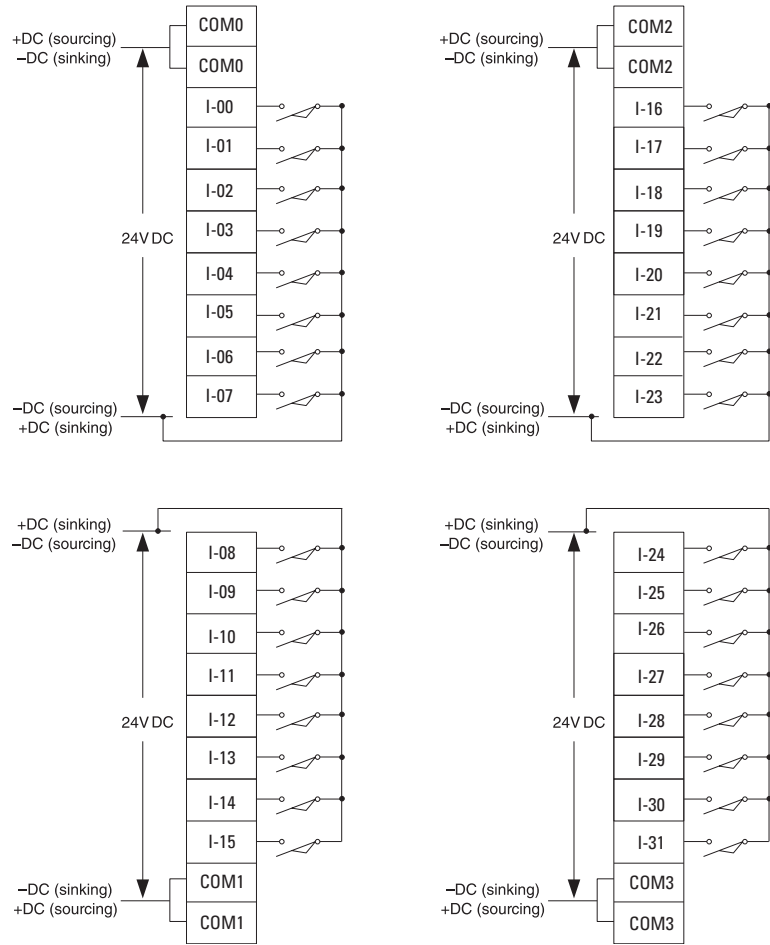 +DC (sourcing)
–DC (sinking)
COM0
COM0
I-00
I-01
I-02
I-03
24V DC
I-04
I-05
I-06
I-07
–DC (sourcing)
+DC (sinking)
+DC (sourcing)
–DC (sinking)
COM2
COM2
I-16
I-17
I-18
I-19
24V DC
I-20
I-21
I-22
I-23
–DC (sourcing)
+DC (sinking)
+DC (sinking)
–DC (sourcing)
I-08
I-09
I-10
I-11
24V DC
I-12
I-13
I-14
I-15
COM1
–DC (sinking)
+DC (sourcing)
COM1
+DC (sinking)
–DC (sourcing)
I-24
I-25
I-26
I-27
24V DC
I-28
I-29
I-30
I-31
COM3
–DC (sinking)
+DC (sourcing)
COM3